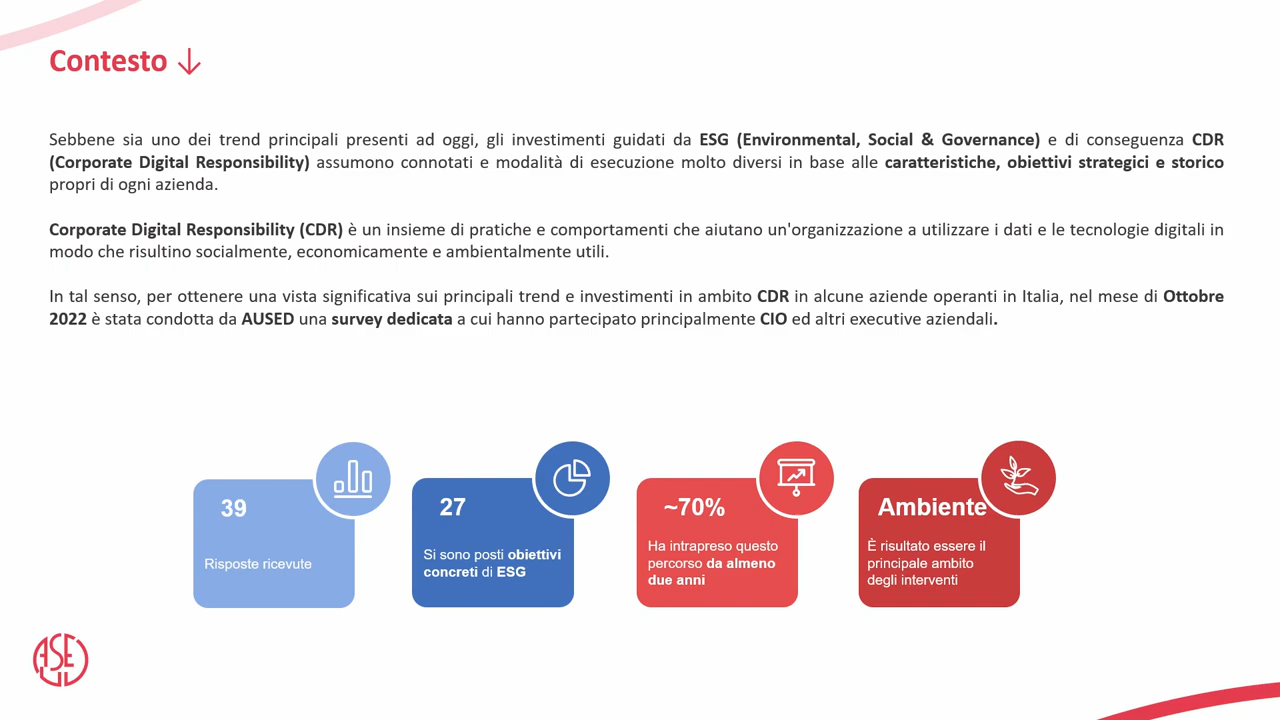 Contesto ↓
Sebbene sia uno dei trend principali presenti ad oggi, gli investimenti guidati da ESG (Environmental, Social & Governance) e di conseguenza CDR
(Corporate Digital Responsibility) assumono connotati e modalità di esecuzione molto diversi in base alle caratteristiche, obiettivi strategici e storico
propri di ogni azienda.
Corporate Digital Responsibility (CDR) è un insieme di pratiche e comportamenti che aiutano un'organizzazione a utilizzare i dati e le tecnologie digitali in
modo che risultino socialmente, economicamente e ambientalmente utili.
In tal senso, per ottenere una vista significativa sui principali trend e investimenti in ambito CDR in alcune aziende operanti in Italia, nel mese di Ottobre
2022 è stata condotta da AUSED una survey dedicata a cui hanno partecipato principalmente CIO ed altri executive aziendali.
39
Risposte ricevute
27
Si sono posti obiettivi
concreti di ESG
~70%
Ha intrapreso questo
percorso da almeno
due anni
Ambiente
È risultato essere il
principale ambito
degli interventi